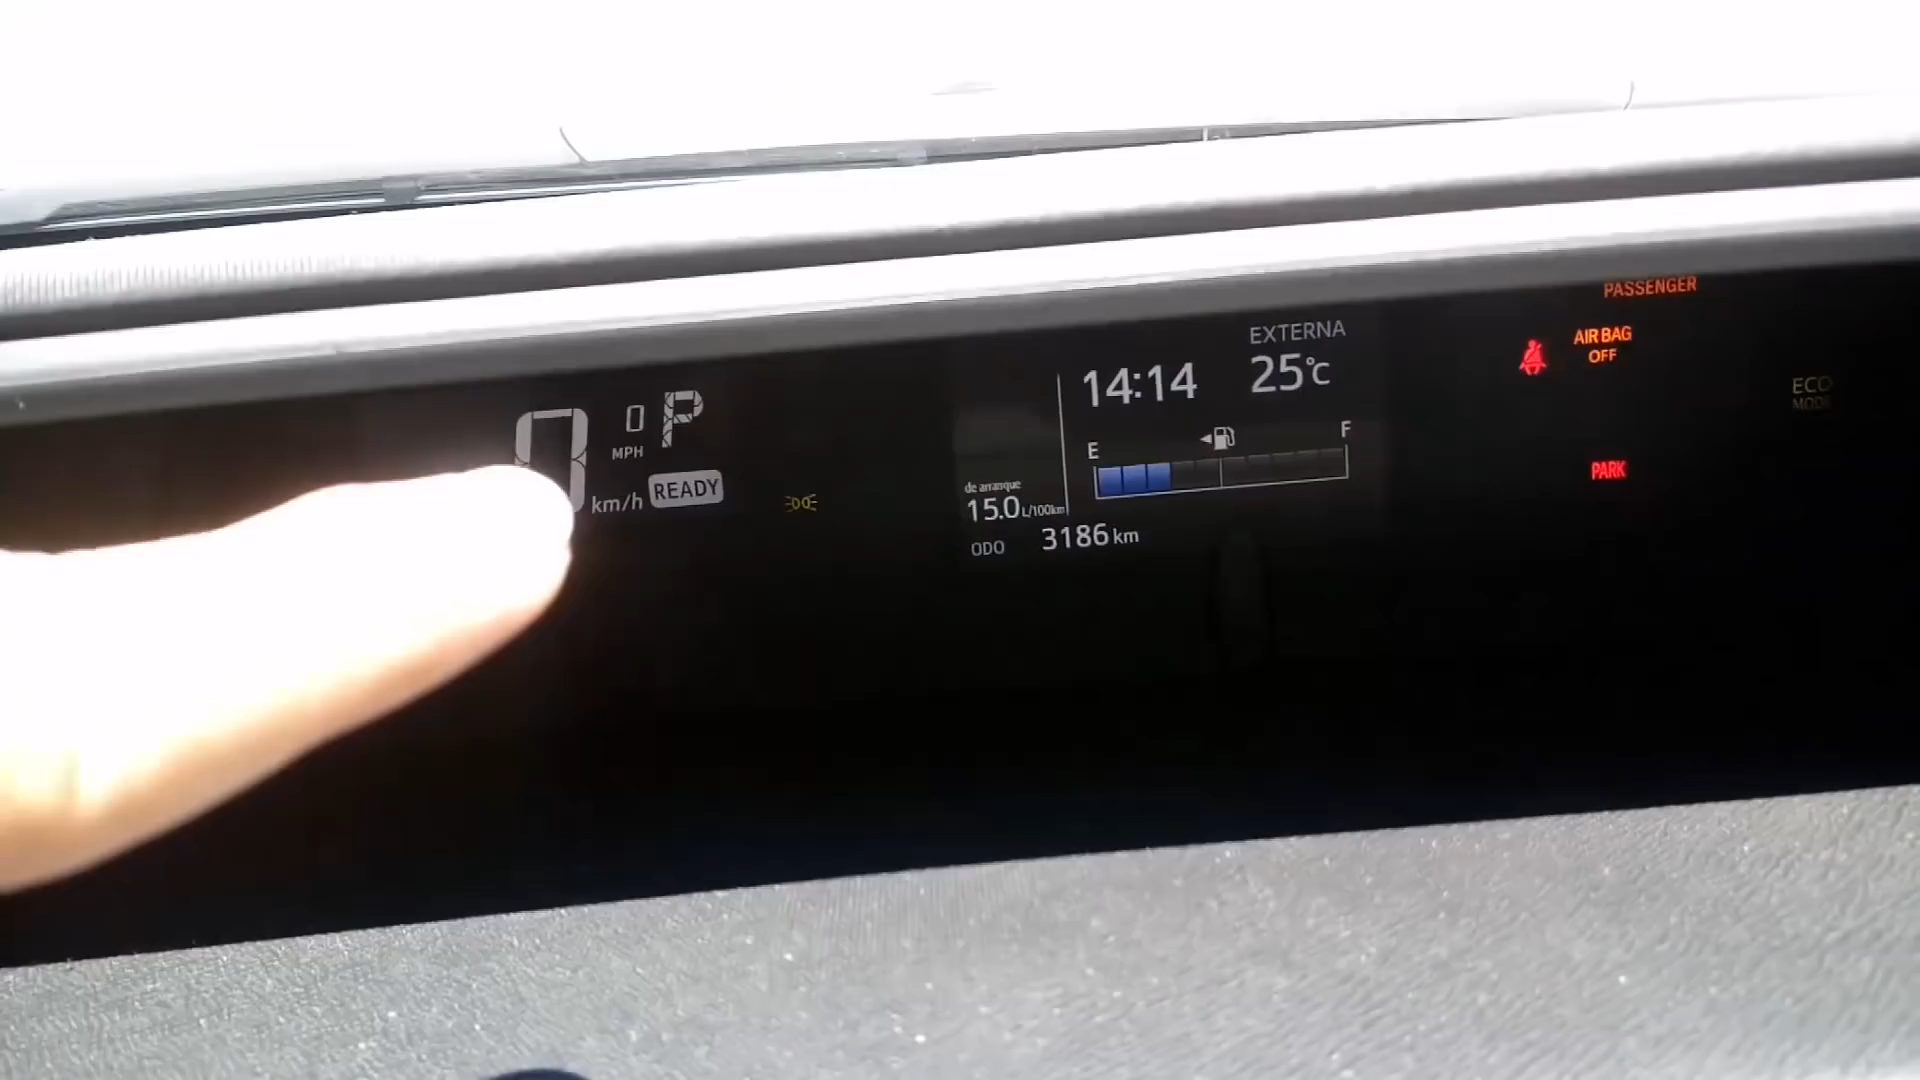 0
km/h
0
MPH
P
READY
14:14
EXTERNA
25°C
E
F
de arranque
15.0 L/100km
ODO 3186 km
PASSENGER
AIR BAG
OFF
PARK
ECO
MODE